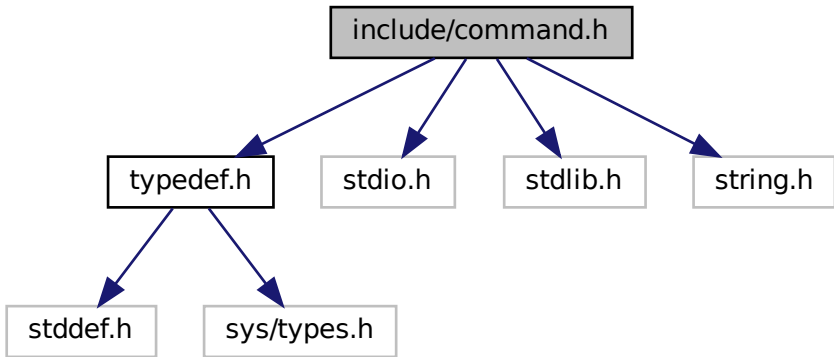 include/command.h
typedef.h
stdio.h
stdlib.h
string.h
stddef.h
sys/types.h